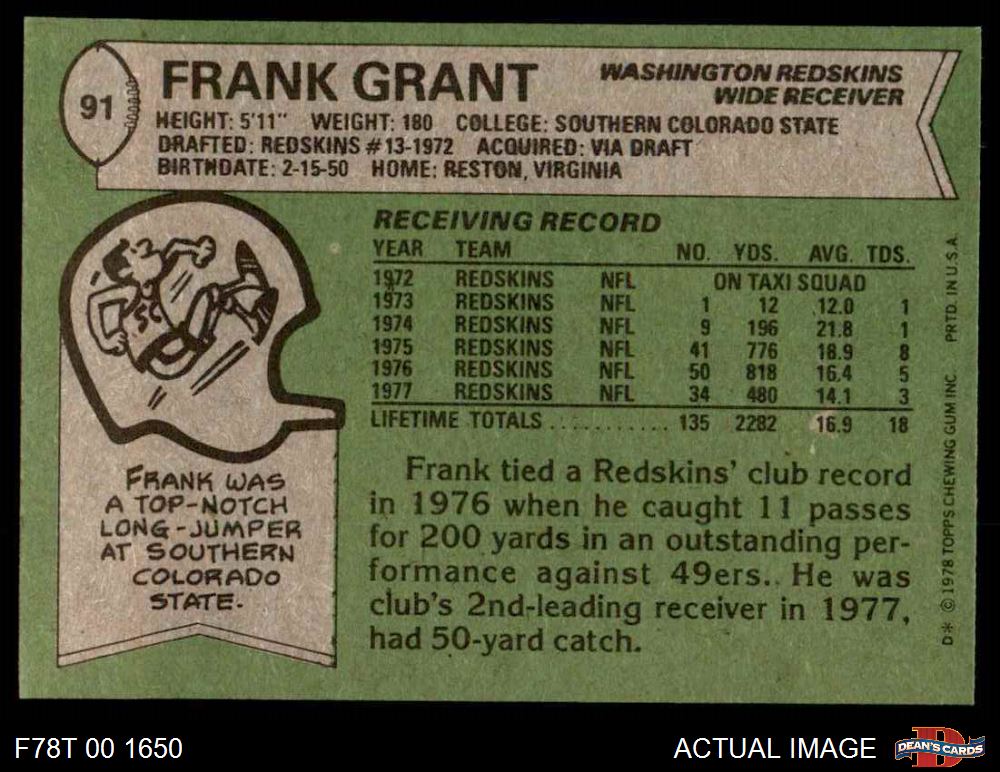 91
FRANK GRANT
WASHINGTON REDSKINS
WIDE RECEIVER
HEIGHT: 5'11" WEIGHT: 180 COLLEGE: SOUTHERN COLORADO STATE
DRAFTED: REDSKINS #13-1972 ACQUIRED: VIA DRAFT
BIRTHDATE: 2-15-50 HOME: RESTON, VIRGINIA
RECEIVING RECORD
YEAR TEAM NO. YDS. AVG. TDS.
1972 REDSKINS NFL ON TAXI SQUAD
1973 REDSKINS NFL 1 12 12.0 1
1974 REDSKINS NFL 9 196 21.8 1
1975 REDSKINS NFL 41 776 18.9 8
1976 REDSKINS NFL 50 818 16.4 5
1977 REDSKINS NFL 34 480 14.1 3
LIFETIME TOTALS ........... 135 2282 16.9 18
SC
FRANK WAS
A TOP-NOTCH
LONG-JUMPER
AT SOUTHERN
COLORADO
STATE.
Frank tied a Redskins' club record
in 1976 when he caught 11 passes
for 200 yards in an outstanding per-
formance against 49ers.. He was
club's 2nd-leading receiver in 1977,
had 50-yard catch.
D* © 1978 TOPPS CHEWING GUM INC. PRTD. IN U.S.A.
F78T 00 1650
ACTUAL IMAGE
D
DEAN'S CARDS